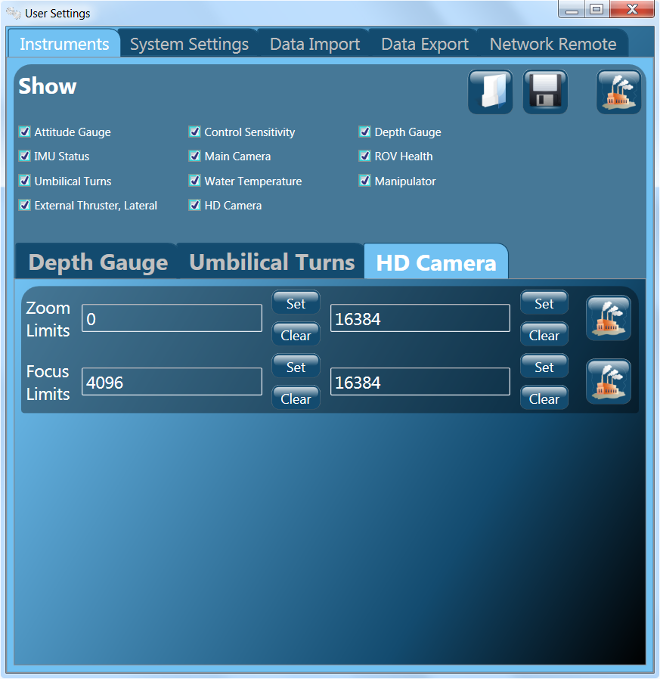 User Settings
Instruments System Settings Data Import Data Export Network Remote
Show
Attitude Gauge Control Sensitivity Depth Gauge
IMU Status Main Camera ROV Health
Umbilical Turns Water Temperature Manipulator
External Thruster, Lateral HD Camera
Depth Gauge Umbilical Turns HD Camera
Zoom Limits 0 Set Clear 16384 Set Clear
Focus Limits 4096 Set Clear 16384 Set Clear